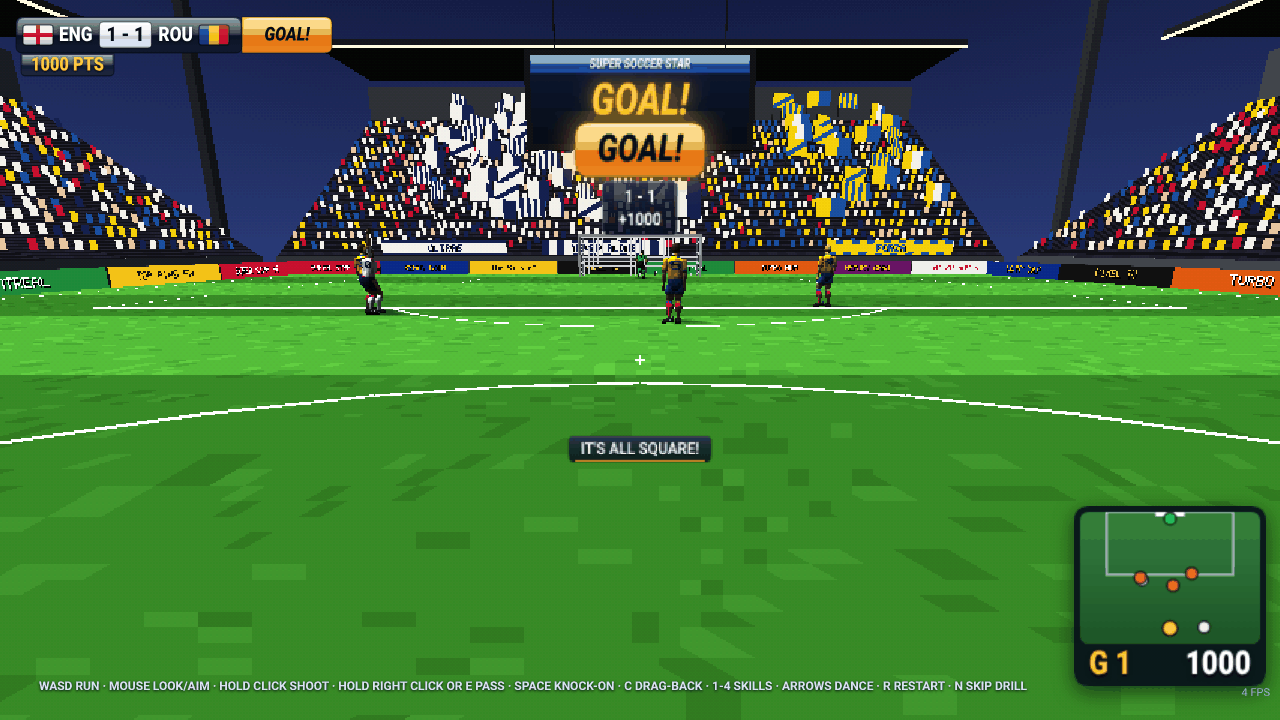 ENG 1 - 1 ROU GOAL!
1000 PTS
SUPER SOCCER STAR
GOAL!
GOAL!
1 - 1
+1000
ULTRAS
FORZA
TURBO
IT'S ALL SQUARE!
G 1 1000
WASD RUN · MOUSE LOOK/AIM · HOLD CLICK SHOOT · HOLD RIGHT CLICK OR E PASS · SPACE KNOCK-ON · C DRAG-BACK · 1-4 SKILLS · ARROWS DANCE · R RESTART · N SKIP DRILL
4 FPS